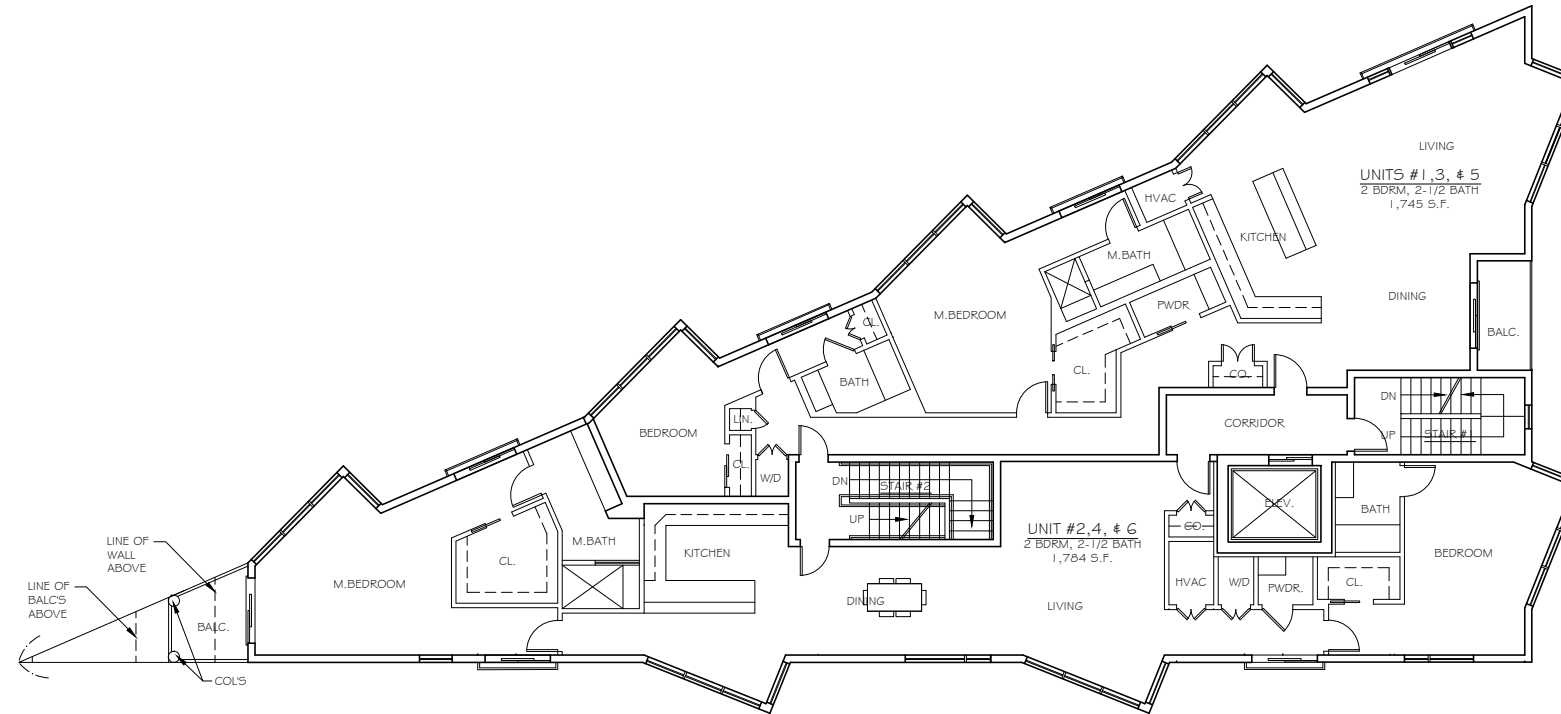 LIVING
UNITS #1,3, & 5
2 BDRM, 2-1/2 BATH
1,745 S.F.
HVAC
KITCHEN
M.BATH
DINING
PWDR
M.BEDROOM
CL.
BALC.
CL.
BATH
CO.
DN
CORRIDOR
UP
STAIR #1
LIN.
BEDROOM
CL.
W/D
DN
STAIR #2
UP
ELEV.
CO.
BATH
UNIT #2,4, & 6
2 BDRM, 2-1/2 BATH
1,784 S.F.
BEDROOM
M.BATH
KITCHEN
CL.
M.BEDROOM
HVAC
W/D
PWDR.
CL.
DINING
LIVING
LINE OF
WALL
ABOVE
LINE OF
BALC'S
ABOVE
BALC.
COL'S